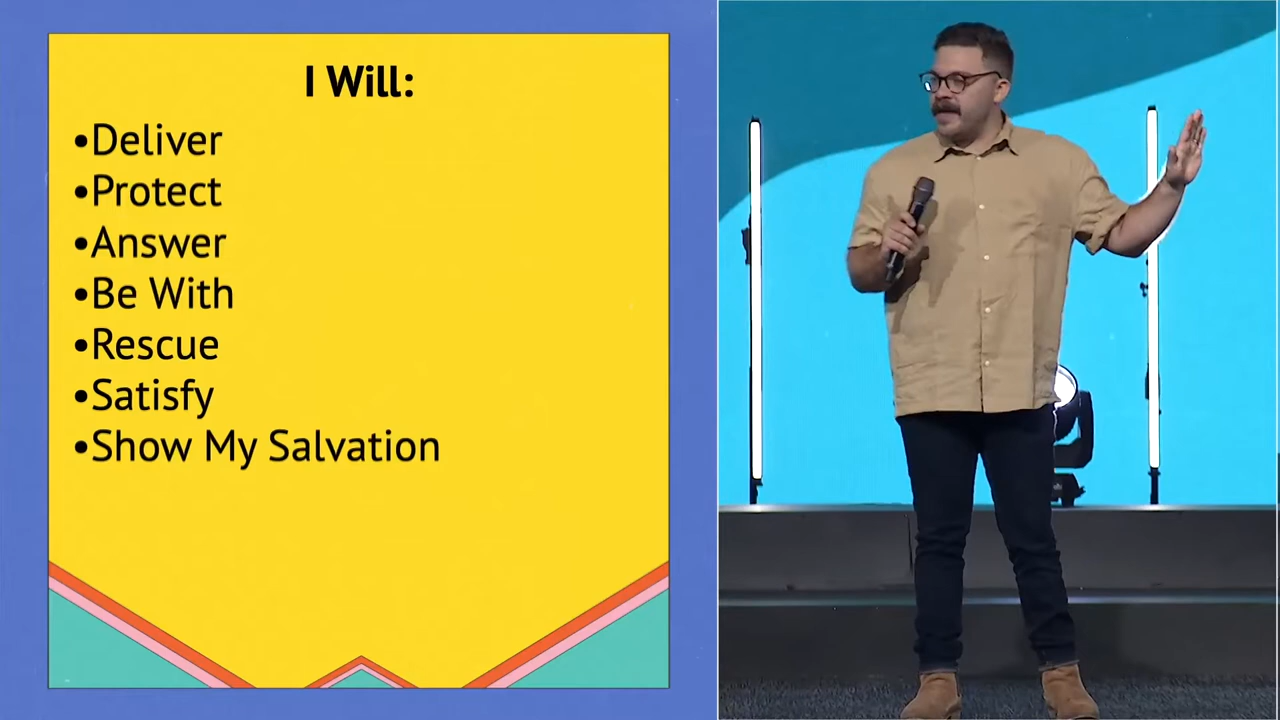 I Will:
•Deliver
•Protect
•Answer
•Be With
•Rescue
•Satisfy
•Show My Salvation